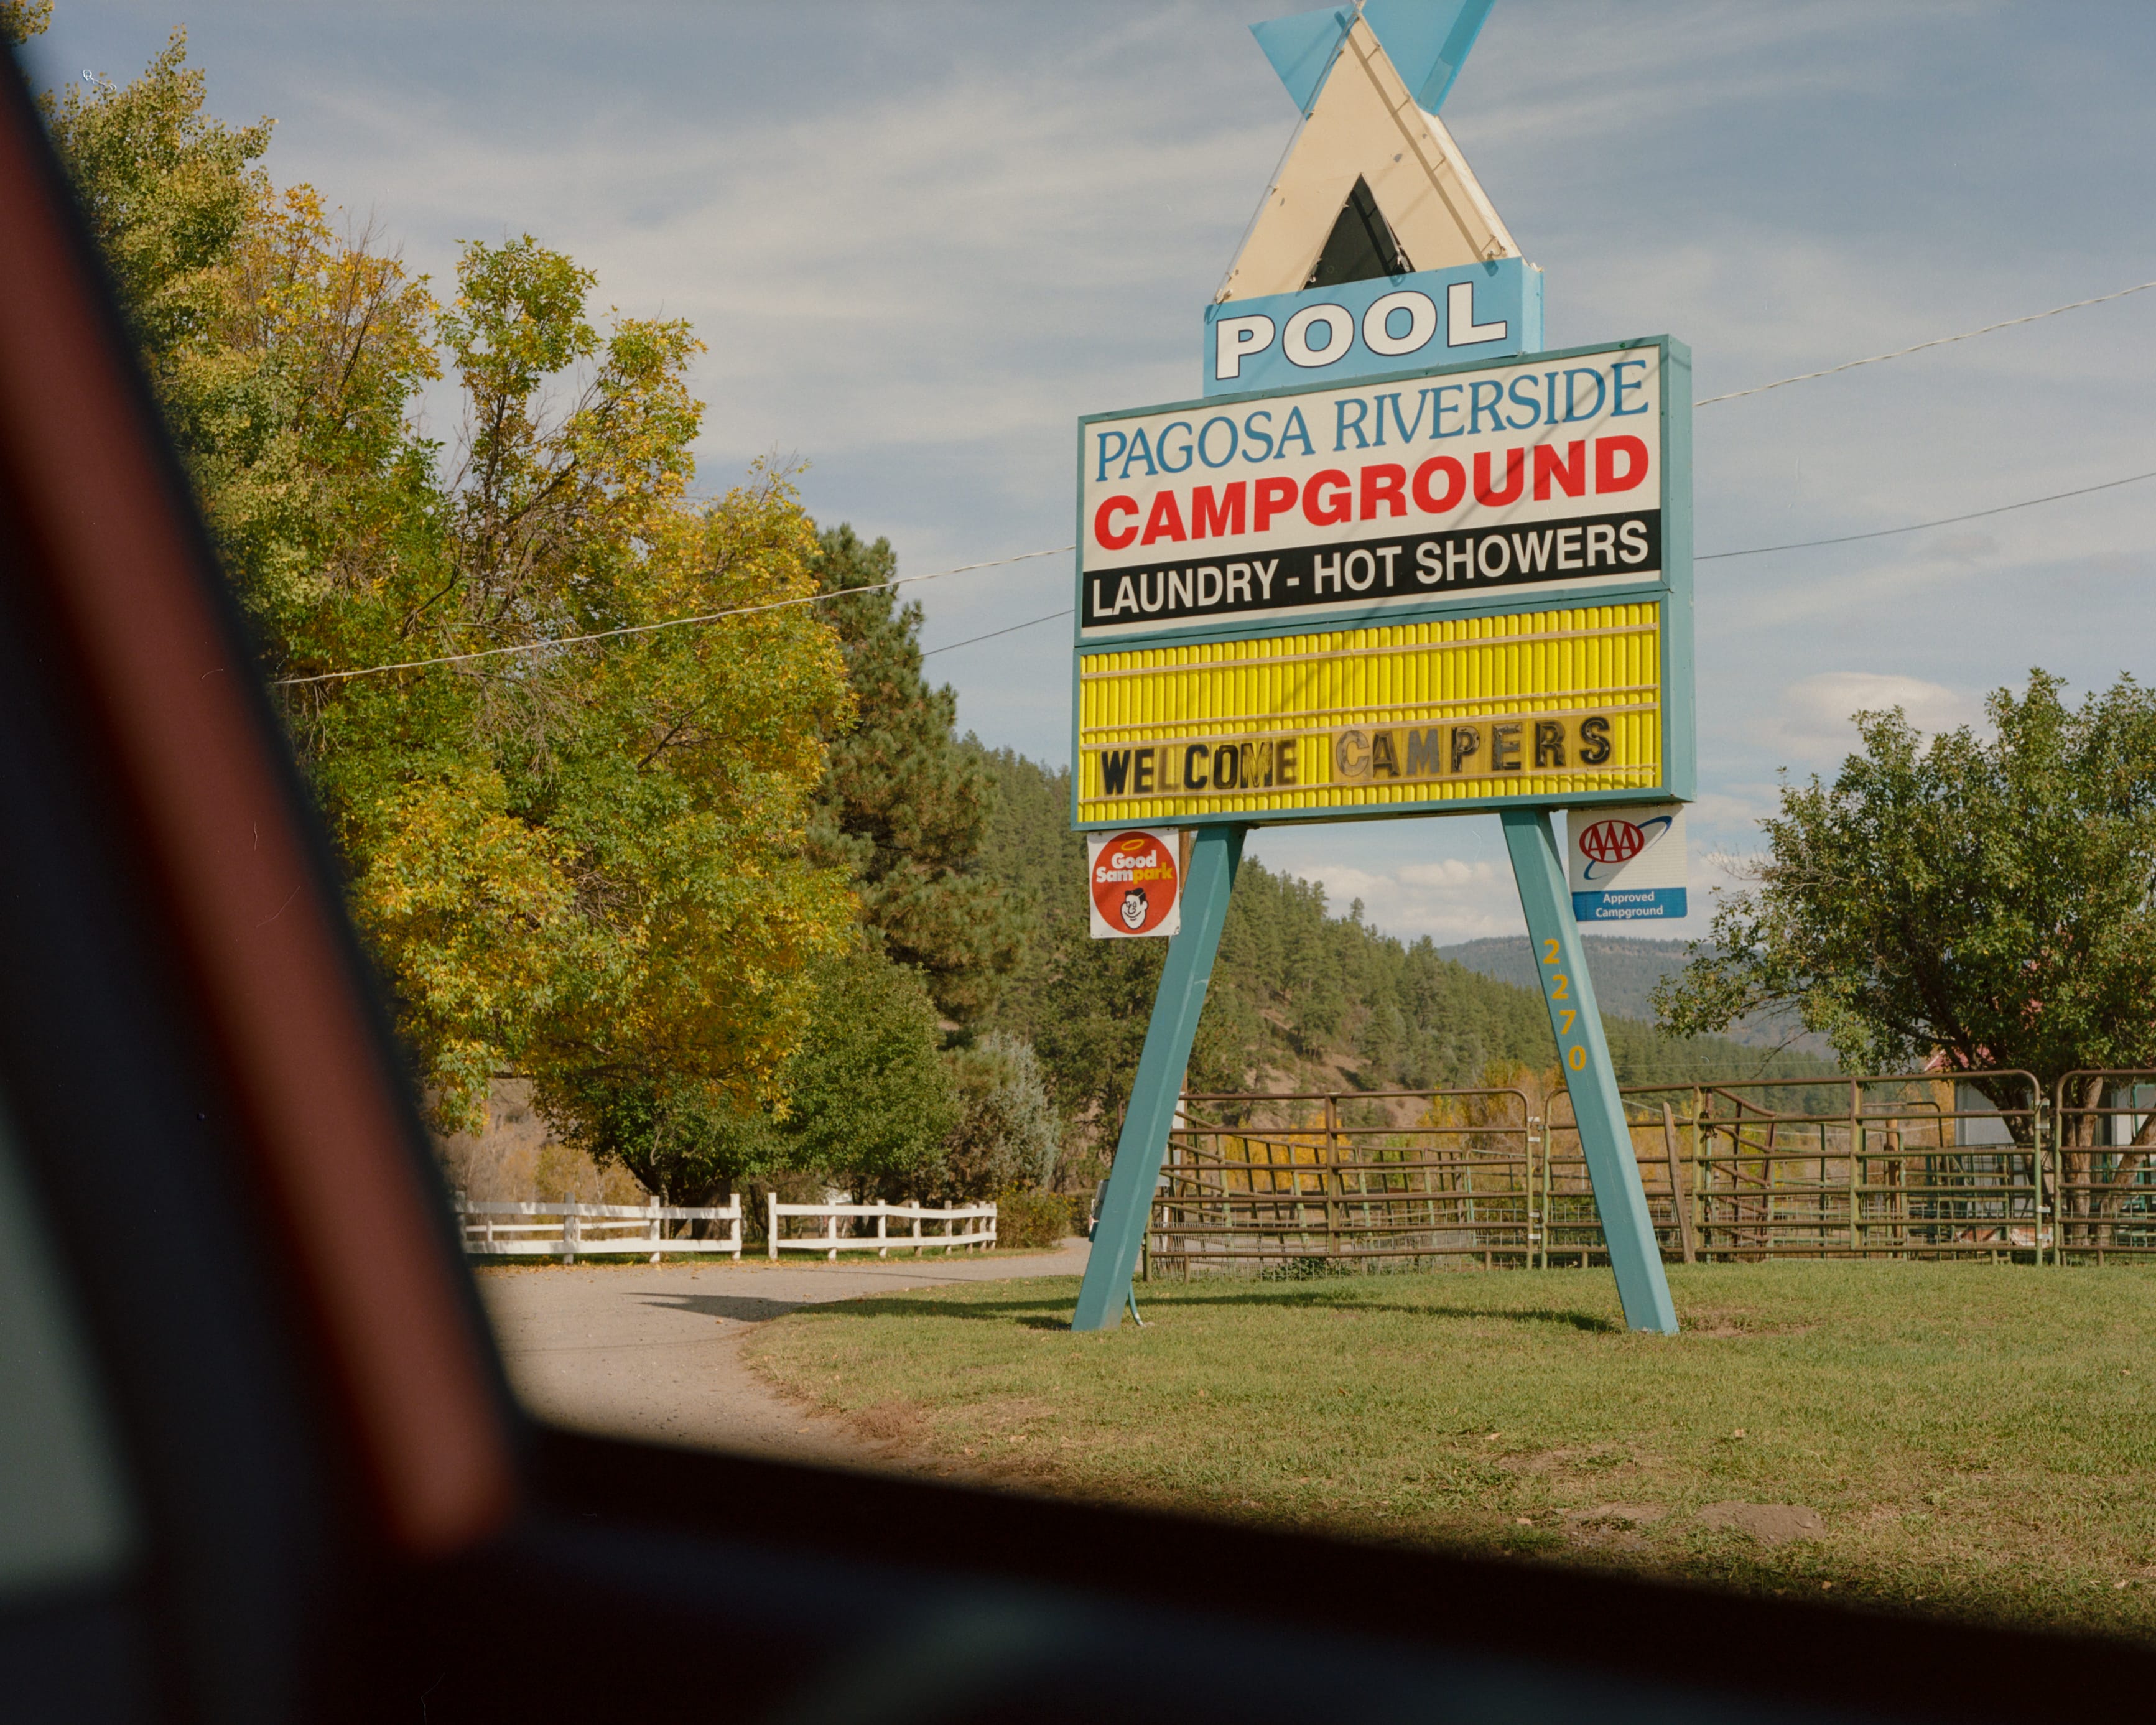 POOL
PAGOSA RIVERSIDE
CAMPGROUND
LAUNDRY - HOT SHOWERS
WELCOME CAMPERS
Good
Sampark
AAA
Approved
Campground
2270